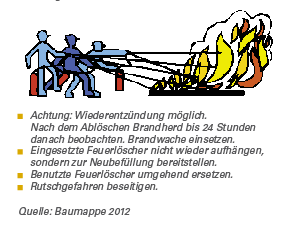 Achtung: Wiederentzündung möglich.
Nach dem Ablöschen Brandherd bis 24 Stunden
danach beobachten. Brandwache einsetzen.
Eingesetzte Feuerlöscher nicht wieder aufhängen,
sondern zur Neubefüllung bereitstellen.
Benutzte Feuerlöscher umgehend ersetzen.
Rutschgefahren beseitigen.
Quelle: Baumappe 2012